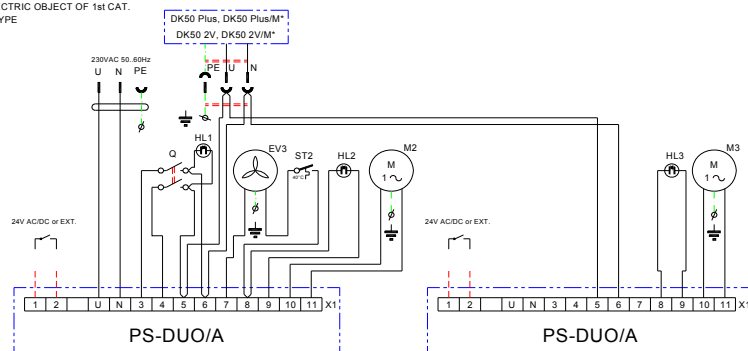 CTRIC OBJECT OF 1st CAT.
YPE
DK50 Plus, DK50 Plus/M*
DK50 2V, DK50 2V/M*
230VAC 50..60Hz
U N PE
PE U N
HL1
Q
EV3
ST2
40°C
HL2
M2
M
1
HL3
M3
M
1
24V AC/DC or EXT.
24V AC/DC or EXT.
1 2 U N 3 4 5 6 7 8 9 10 11 X1
1 2 U N 3 4 5 6 7 8 9 10 11 X1
PS-DUO/A
PS-DUO/A